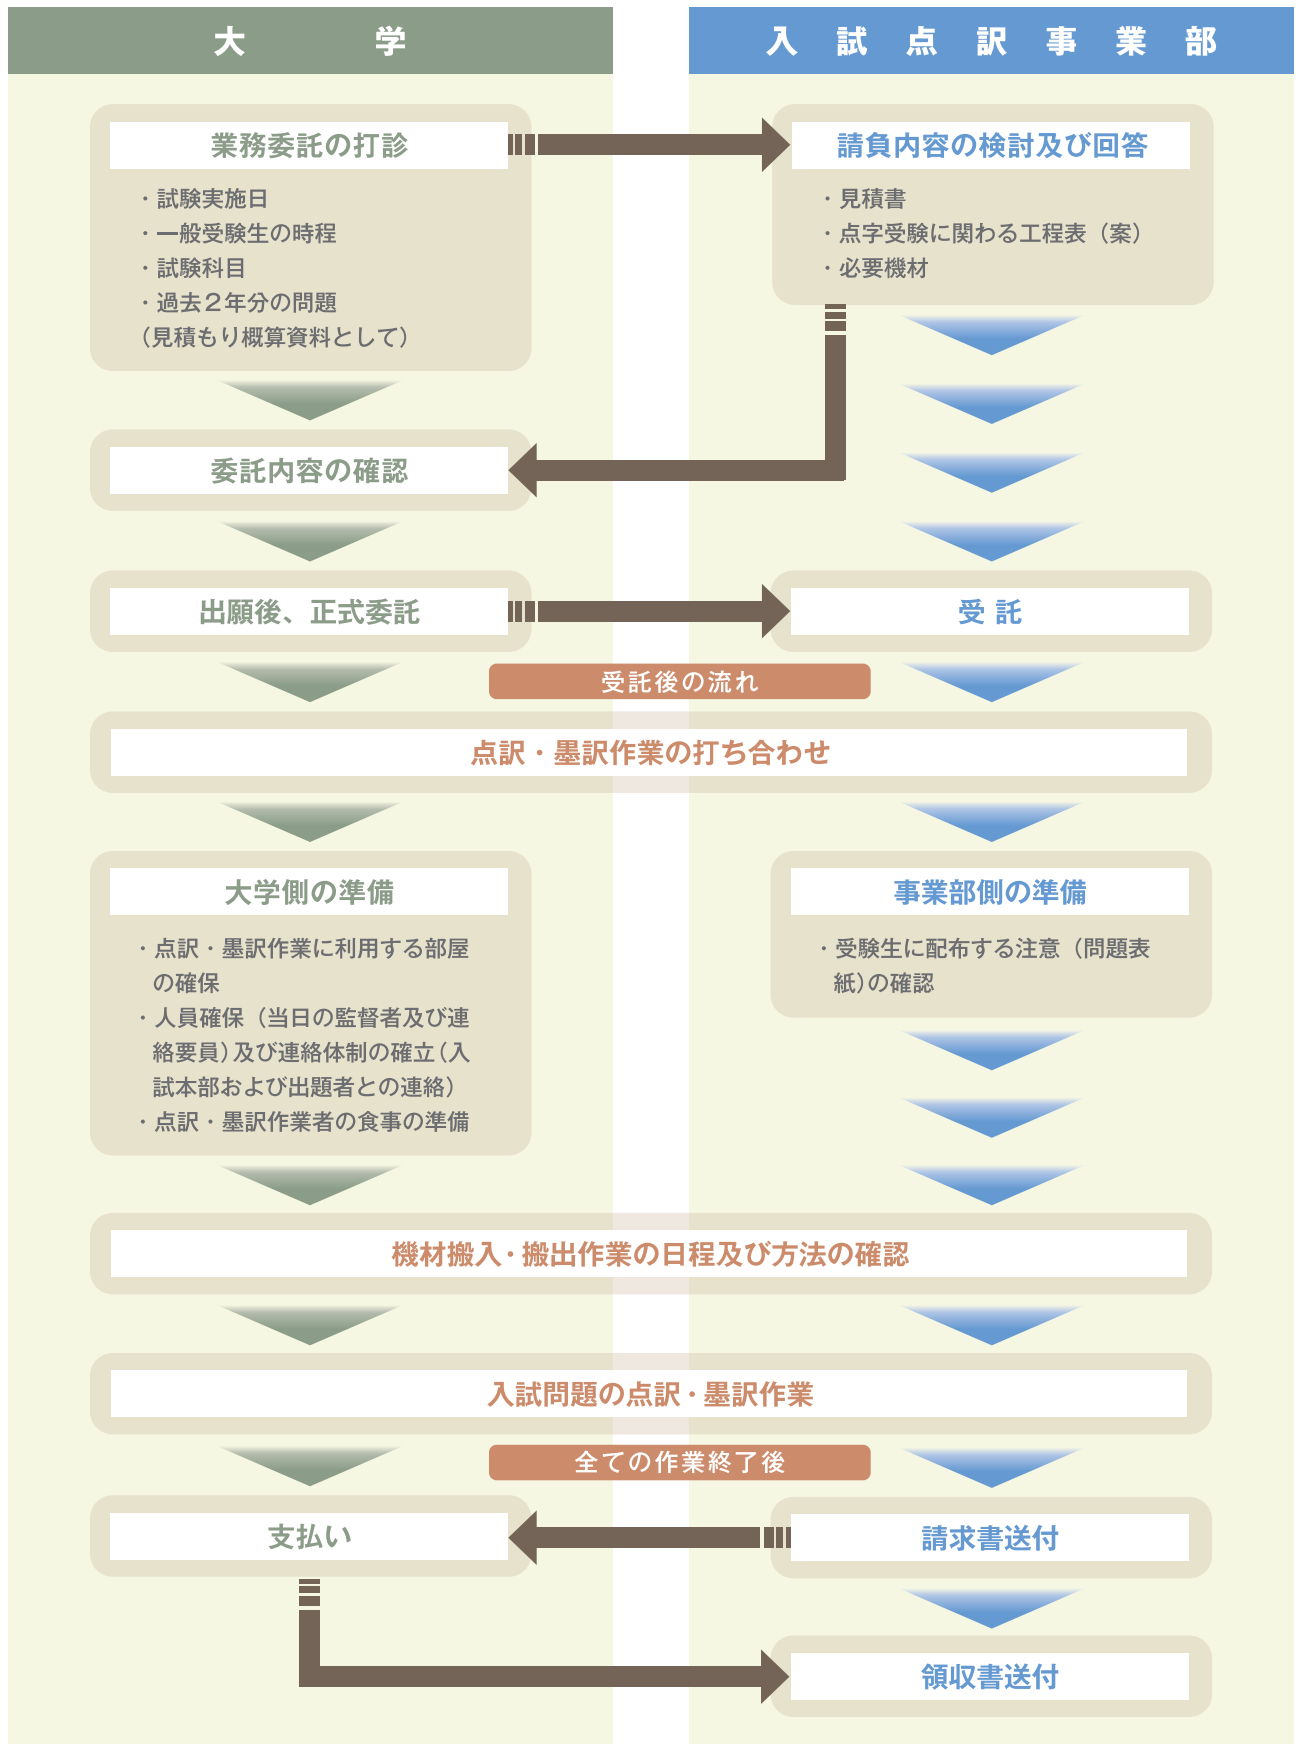 大学
入試点訳事業部
業務委託の打診
・試験実施日
・一般受験生の時程
・試験科目
・過去２年分の問題
（見積もり概算資料として）
請負内容の検討及び回答
・見積書
・点字受験に関わる工程表（案）
・必要機材
委託内容の確認
出願後、正式委託
受 託
受託後の流れ
点訳・墨訳作業の打ち合わせ
大学側の準備
・点訳・墨訳作業に利用する部屋
の確保
・人員確保（当日の監督者及び連
絡要員）及び連絡体制の確立（入
試本部および出題者との連絡）
・点訳・墨訳作業者の食事の準備
事業部側の準備
・受験生に配布する注意（問題表
紙）の確認
機材搬入・搬出作業の日程及び方法の確認
入試問題の点訳・墨訳作業
全ての作業終了後
支払い
請求書送付
領収書送付